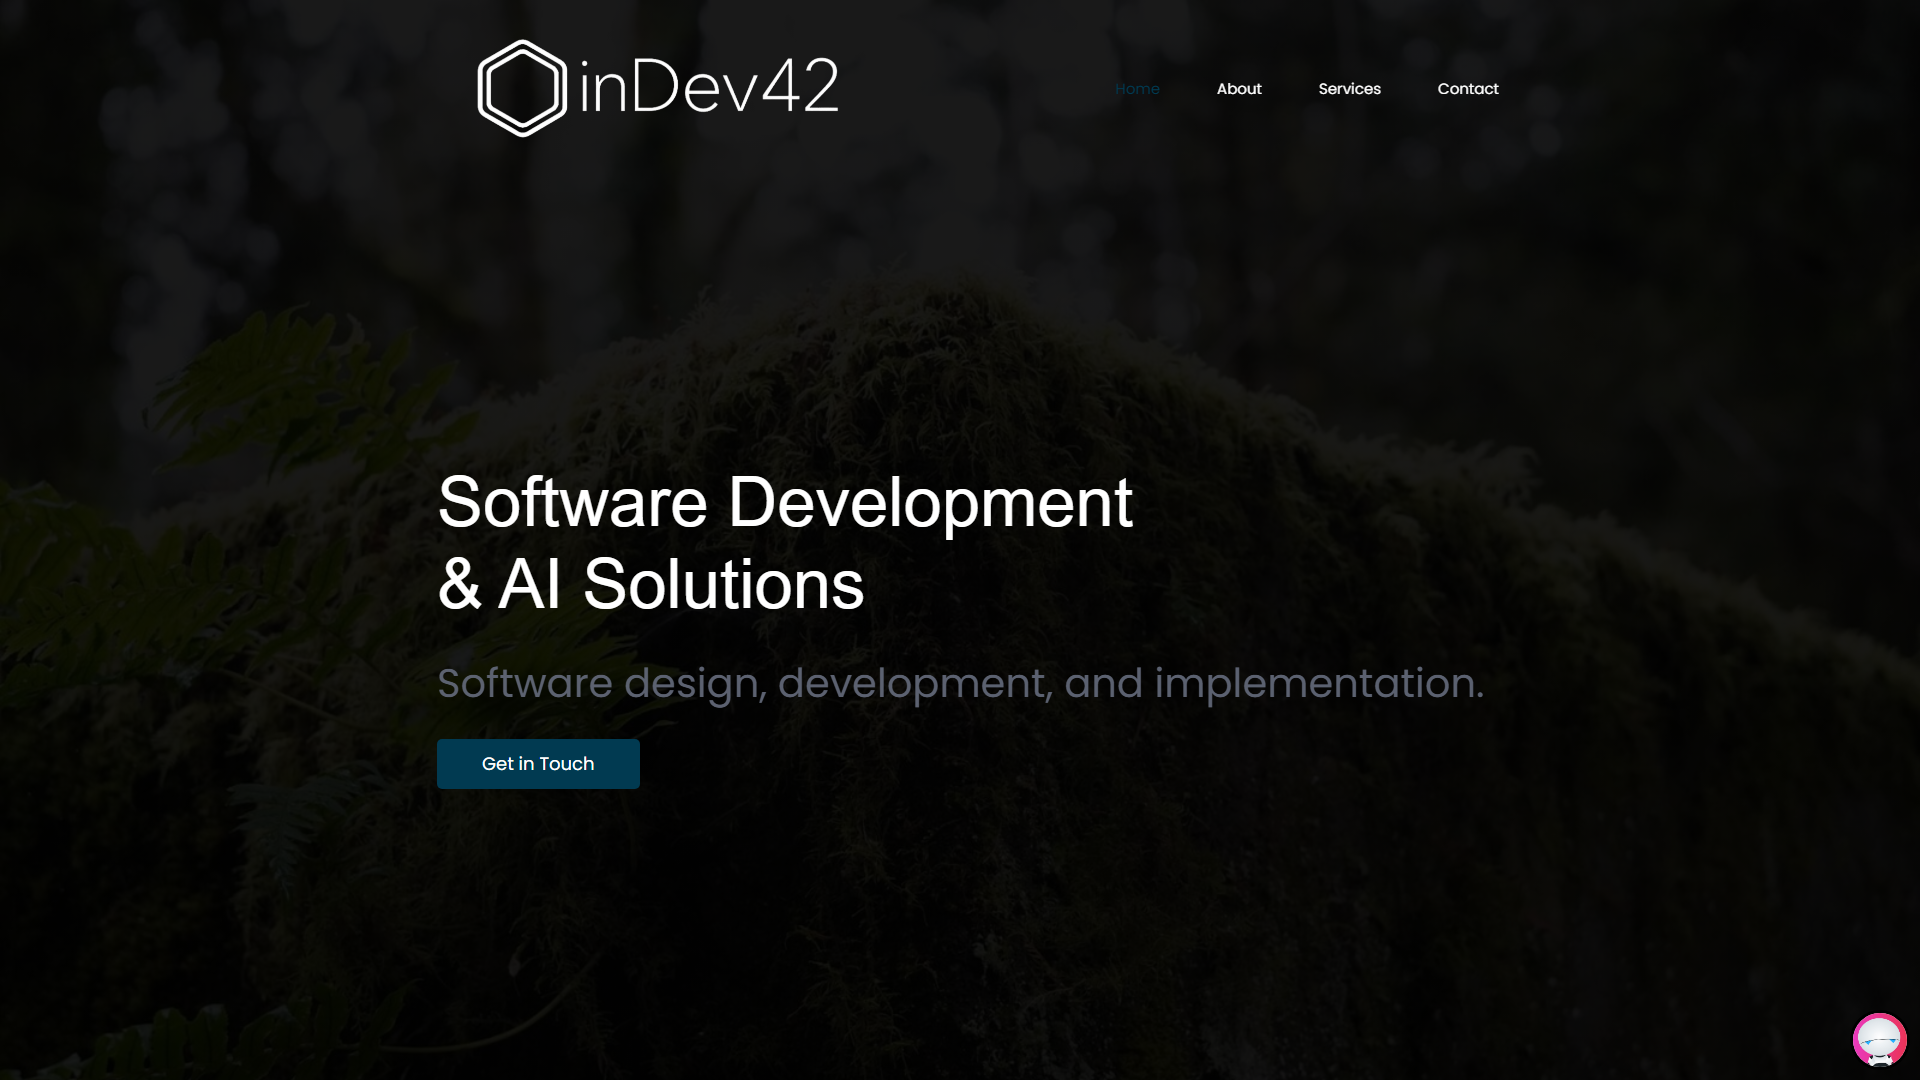 inDev42
Home
About
Services
Contact
Software Development
& AI Solutions
Software design, development, and implementation.
Get in Touch